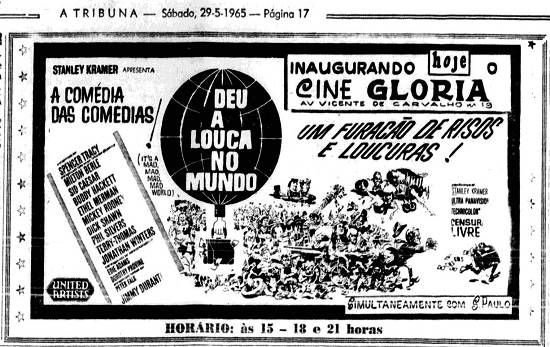 A TRIBUNA — Sábado, 29-5-1965 — Página 17
STANLEY KRAMER APRESENTA
A COMÉDIA
DAS COMEDIAS!
SPENCER TRACY
MILTON BERLE
SID CAESAR
BUDDY HACKETT
ETHEL MERMAN
MICKEY ROONEY
DICK SHAWN
PHIL SILVERS
TERRY-THOMAS
JONATHAN WINTERS
PETER FALK
JIMMY DURANTE
UNITED
ARTISTS
DEU
A
LOUCA
NO
MUNDO
(IT'S A
MAD,
MAD,
MAD,
MAD
WORLD)
INAUGURANDO hoje O
CINE GLORIA
AV VICENTE DE CARVALHO Nº 13
UM FURACÃO DE RISOS
E LOUCURAS!
STANLEY KRAMER
ULTRA PANAVISION
TECHNICOLOR
CENSURA
LIVRE
SIMULTANEAMENTE COM S. PAULO
HORÁRIO: às 15 - 18 e 21 horas